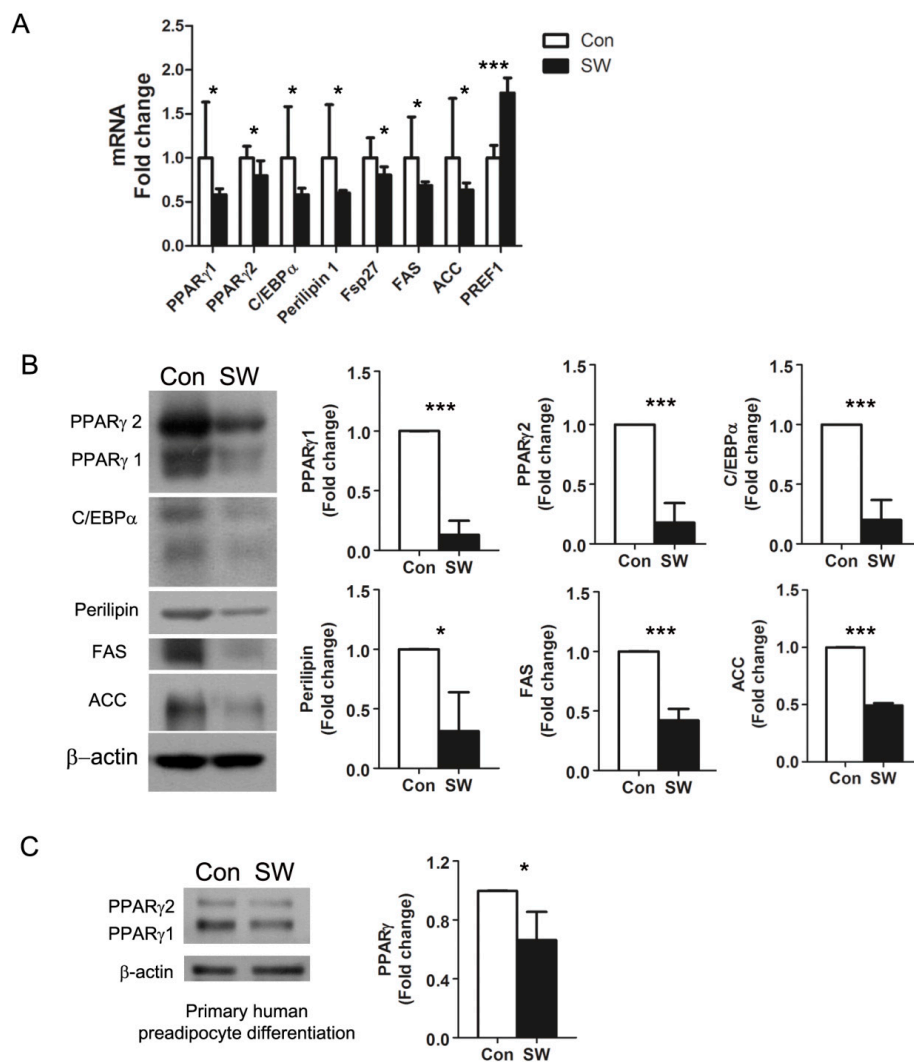 A
mRNA
Fold change
2.5
2.0
1.5
1.0
0.5
0.0
* * * * * * * ***
Con
SW
PPARγ1 PPARγ2 C/EBPα Perilipin 1 Fsp27 FAS ACC PREF1
B
Con SW
PPARγ 2
PPARγ 1
C/EBPα
Perilipin
FAS
ACC
β–actin
PPARγ1
(Fold change)
1.5
1.0
0.5
0.0
***
Con SW
PPARγ2
(Fold change)
1.5
1.0
0.5
0.0
***
Con SW
C/EBPα
(Fold change)
1.5
1.0
0.5
0.0
***
Con SW
Perilipin
(Fold change)
1.5
1.0
0.5
0.0
*
Con SW
FAS
(Fold change)
1.5
1.0
0.5
0.0
***
Con SW
ACC
(Fold change)
1.5
1.0
0.5
0.0
***
Con SW
C
Con SW
PPARγ2
PPARγ1
β-actin
Primary human
preadipocyte differentiation
PPARγ
(Fold change)
1.2
0.8
0.4
0.0
*
Con SW